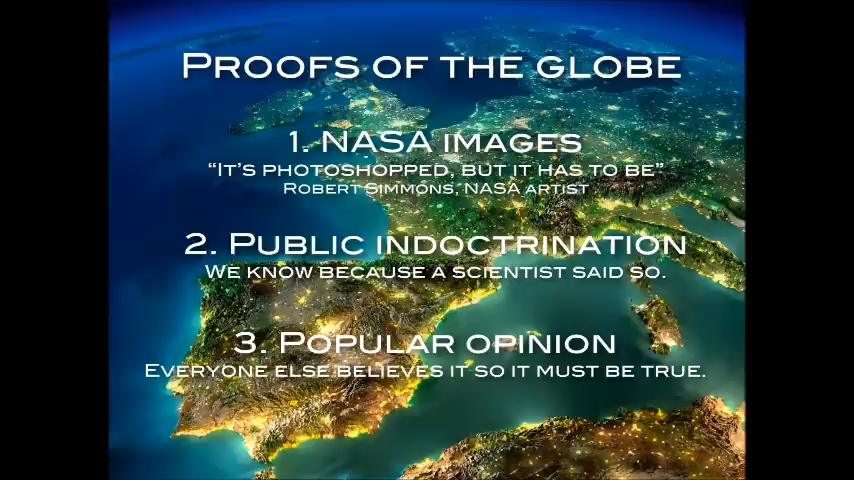 PROOFS OF THE GLOBE
1. NASA IMAGES
“IT’S PHOTOSHOPPED, BUT IT HAS TO BE”
ROBERT SIMMONS, NASA ARTIST
2. PUBLIC INDOCTRINATION
WE KNOW BECAUSE A SCIENTIST SAID SO.
3. POPULAR OPINION
EVERYONE ELSE BELIEVES IT SO IT MUST BE TRUE.